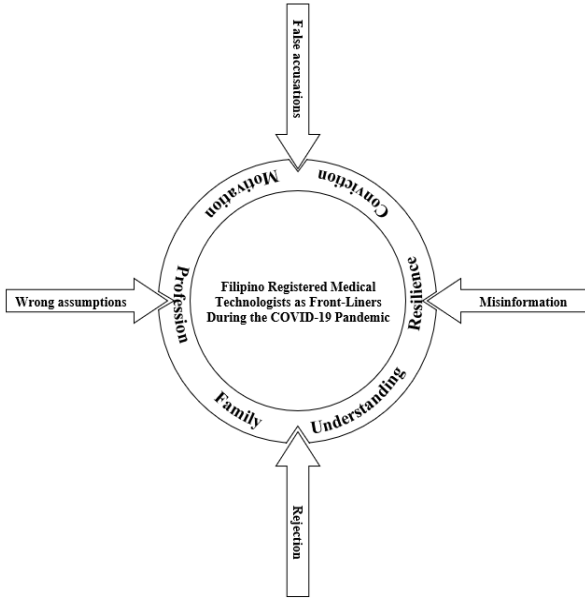 False accusations
Motivation
Conviction
Profession
Filipino Registered Medical
Technologists as Front-Liners
During the COVID-19 Pandemic
Resilience
Wrong assumptions
Misinformation
Family
Understanding
Rejection